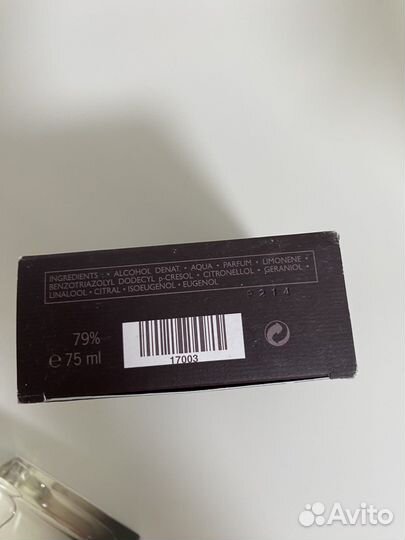 INGREDIENTS : • ALCOHOL DENAT. • AQUA • PARFUM • LIMONENE •
BENZOTRIAZOLYL DODECYL p-CRESOL • CITRONELLOL • GERANIOL •
LINALOOL • CITRAL • ISOEUGENOL • EUGENOL
79%
℮ 75 ml
17003
Avito